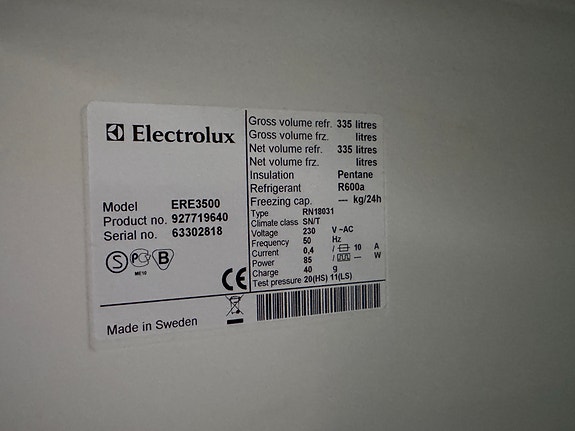 Electrolux
Model ERE3500
Product no. 927719640
Serial no. 63302818
S PC B
ME10
CE
Made in Sweden
Gross volume refr. 335 litres
Gross volume frz. litres
Net volume refr. 335 litres
Net volume frz. litres
Insulation Pentane
Refrigerant R600a
Freezing cap. — kg/24h
Type RN18031
Climate class SN/T
Voltage 230 V ~AC
Frequency 50 Hz
Current 0,4 / 10 A
Power 85 / — W
Charge 40 g
Test pressure 20(HS) 11(LS)